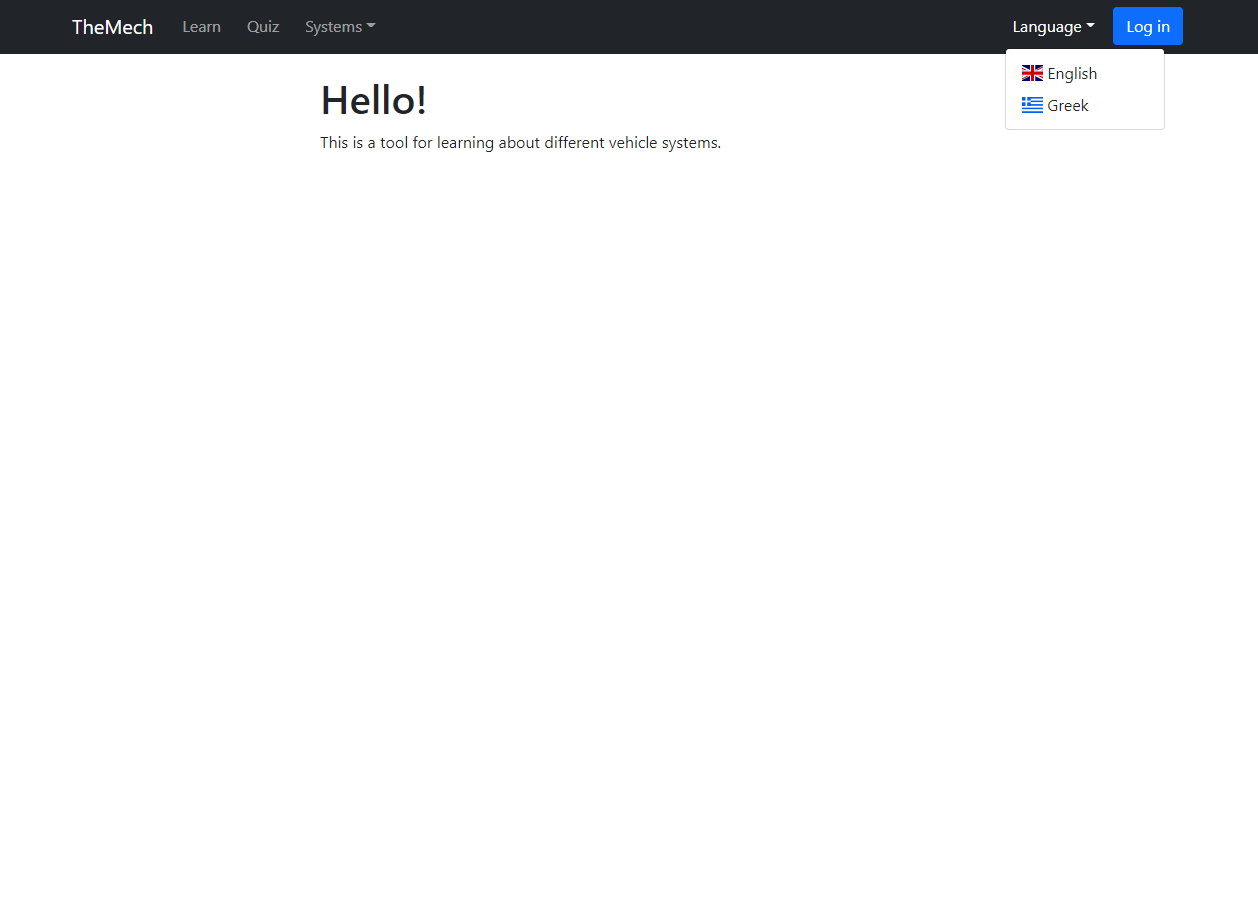 TheMech Learn Quiz Systems Language Log in
English
Greek
Hello!
This is a tool for learning about different vehicle systems.